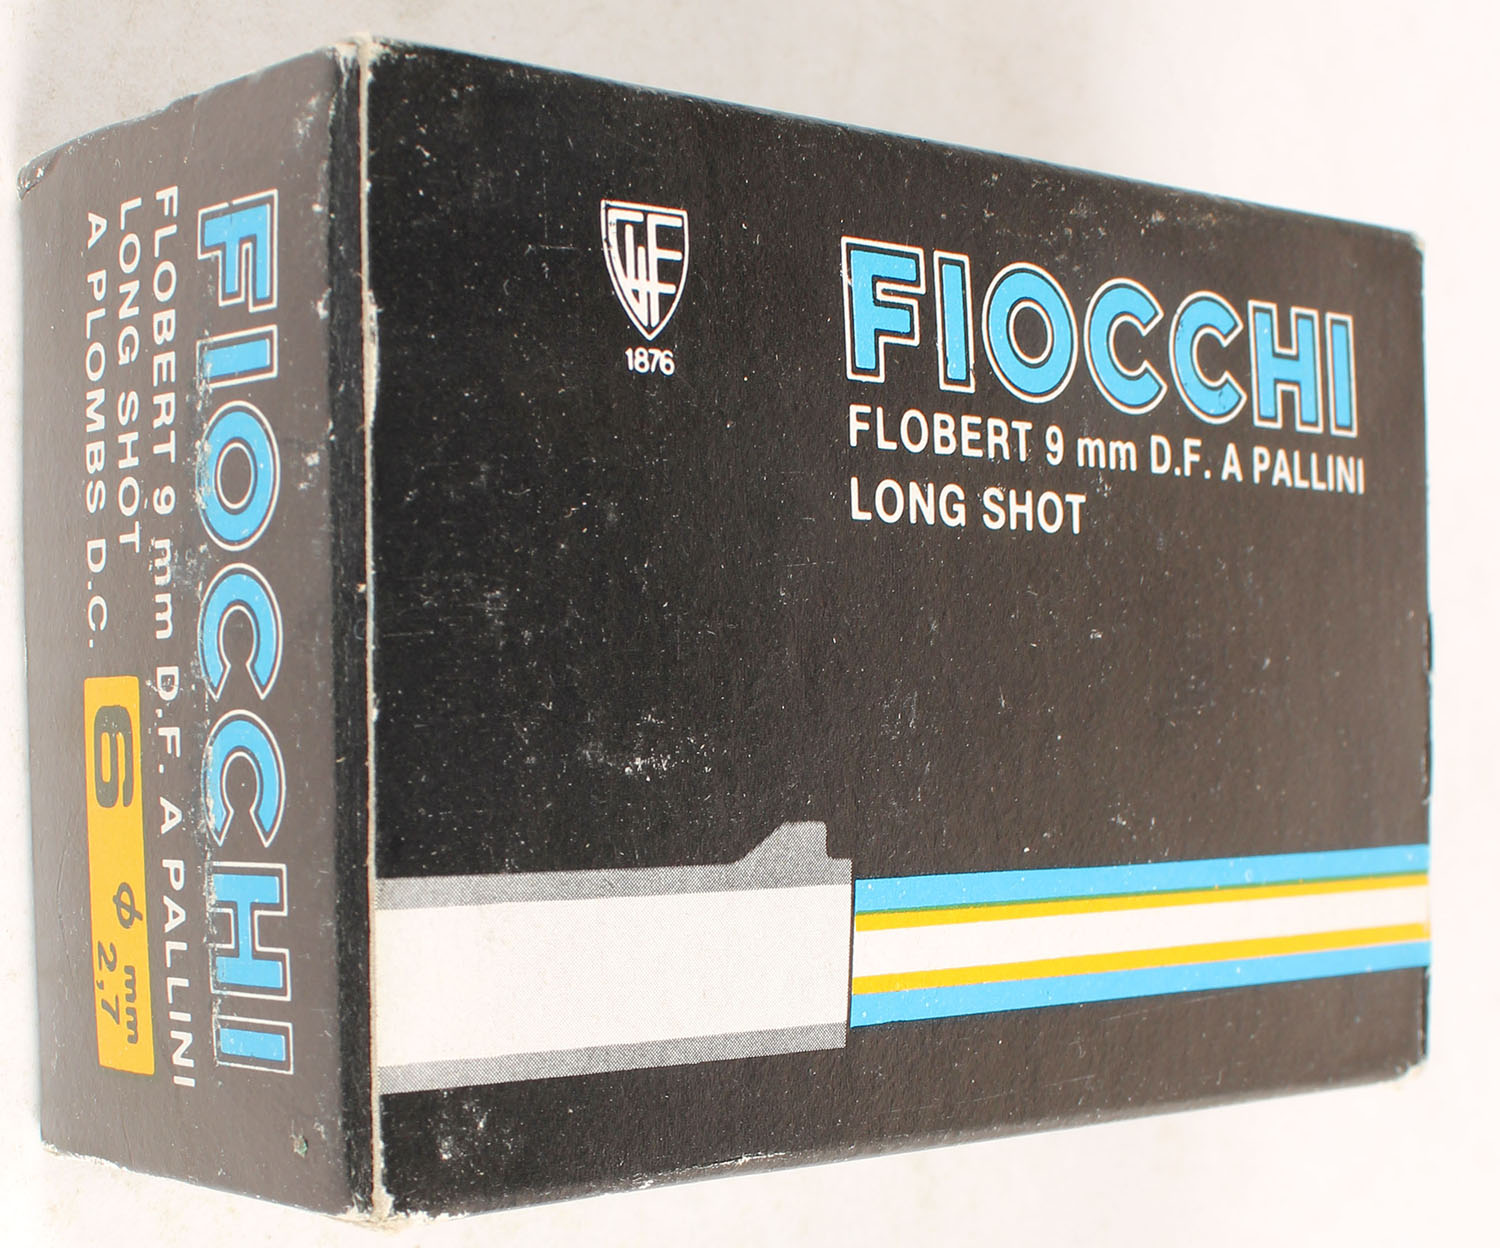 GFL
1876
FIOCCHI
FLOBERT 9 mm D.F. A PALLINI
LONG SHOT
FIOCCHI
FLOBERT 9 mm D.F. A PALLINI
LONG SHOT
A PLOMBS D.C. 6 ϕ mm 2,7